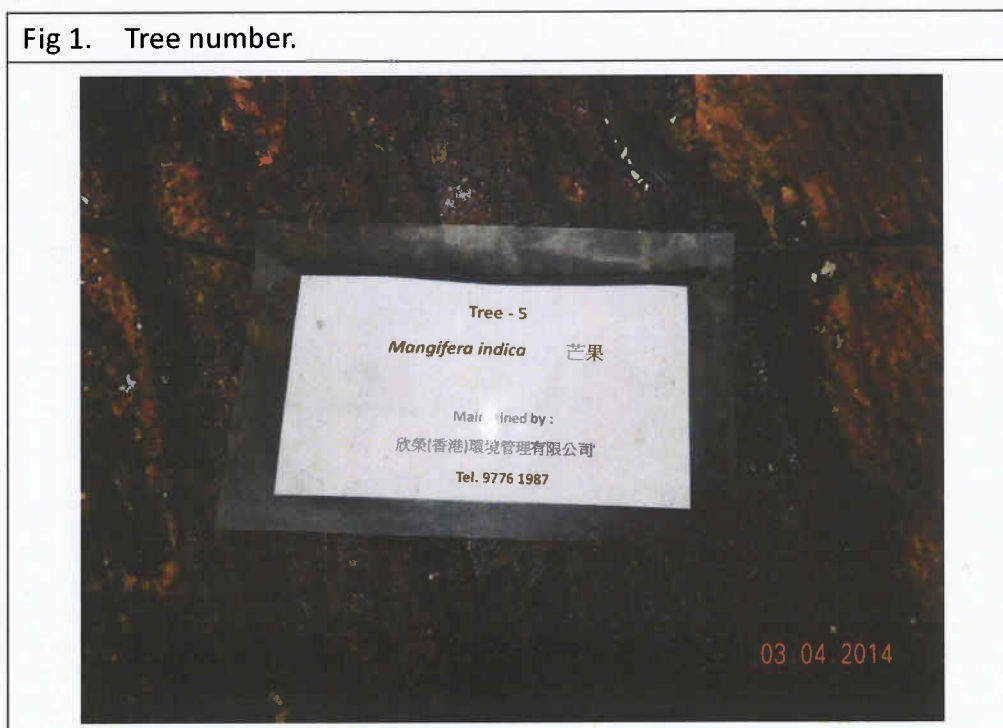 Fig 1. Tree number.
Tree - 5
Mangifera indica 芒果
Maintined by :
欣榮(香港)環境管理有限公司
Tel. 9776 1987
03 04 2014